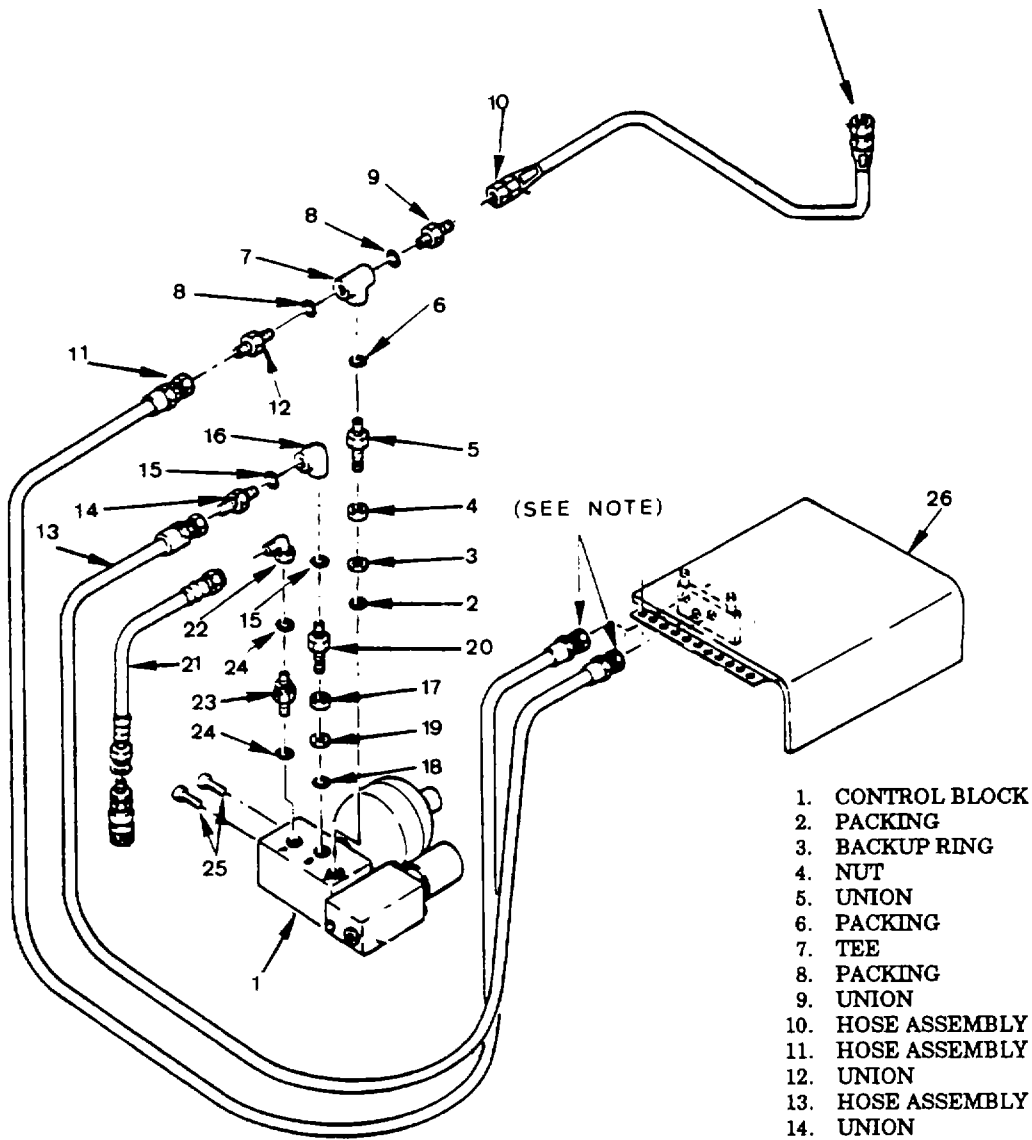 10
9
8
7
8
6
11
12
16
5
15
4
(SEE NOTE)
26
14
13
3
22
15
2
24
20
21
23
17
24
19
18
25
1
1. CONTROL BLOCK
2. PACKING
3. BACKUP RING
4. NUT
5. UNION
6. PACKING
7. TEE
8. PACKING
9. UNION
10. HOSE ASSEMBLY
11. HOSE ASSEMBLY
12. UNION
13. HOSE ASSEMBLY
14. UNION